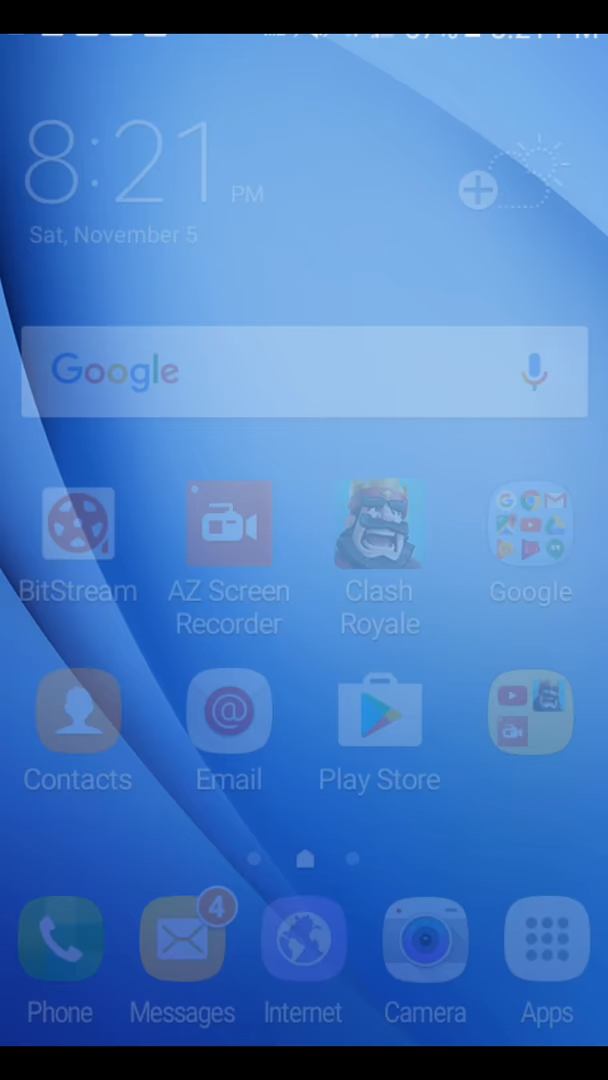 8:21 PM
Sat, November 5
Google
BitStream
AZ Screen
Recorder
Clash
Royale
Google
Contacts
Email
Play Store
4
Phone
Messages
Internet
Camera
Apps